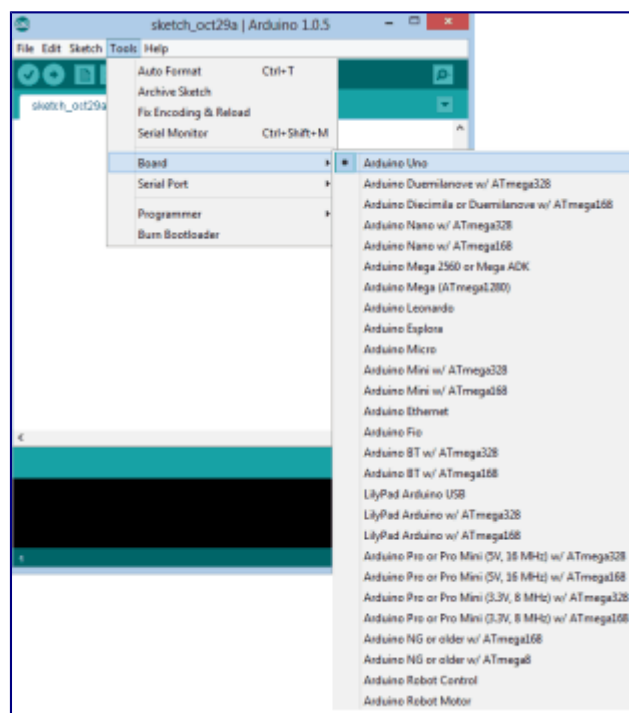 sketch_oct29a | Arduino 1.0.5
File Edit Sketch Tools Help
sketch_oct29a
Auto Format Ctrl+T
Archive Sketch
Fix Encoding & Reload
Serial Monitor Ctrl+Shift+M
Board
Serial Port
Programmer
Burn Bootloader
Arduino Uno
Arduino Duemilanove w/ ATmega328
Arduino Diecimila or Duemilanove w/ ATmega168
Arduino Nano w/ ATmega328
Arduino Nano w/ ATmega168
Arduino Mega 2560 or Mega ADK
Arduino Mega (ATmega1280)
Arduino Leonardo
Arduino Esplora
Arduino Micro
Arduino Mini w/ ATmega328
Arduino Mini w/ ATmega168
Arduino Ethernet
Arduino Fio
Arduino BT w/ ATmega328
Arduino BT w/ ATmega168
LilyPad Arduino USB
LilyPad Arduino w/ ATmega328
LilyPad Arduino w/ ATmega168
Arduino Pro or Pro Mini (5V, 16 MHz) w/ ATmega328
Arduino Pro or Pro Mini (5V, 16 MHz) w/ ATmega168
Arduino Pro or Pro Mini (3.3V, 8 MHz) w/ ATmega328
Arduino Pro or Pro Mini (3.3V, 8 MHz) w/ ATmega168
Arduino NG or older w/ ATmega168
Arduino NG or older w/ ATmega8
Arduino Robot Control
Arduino Robot Motor